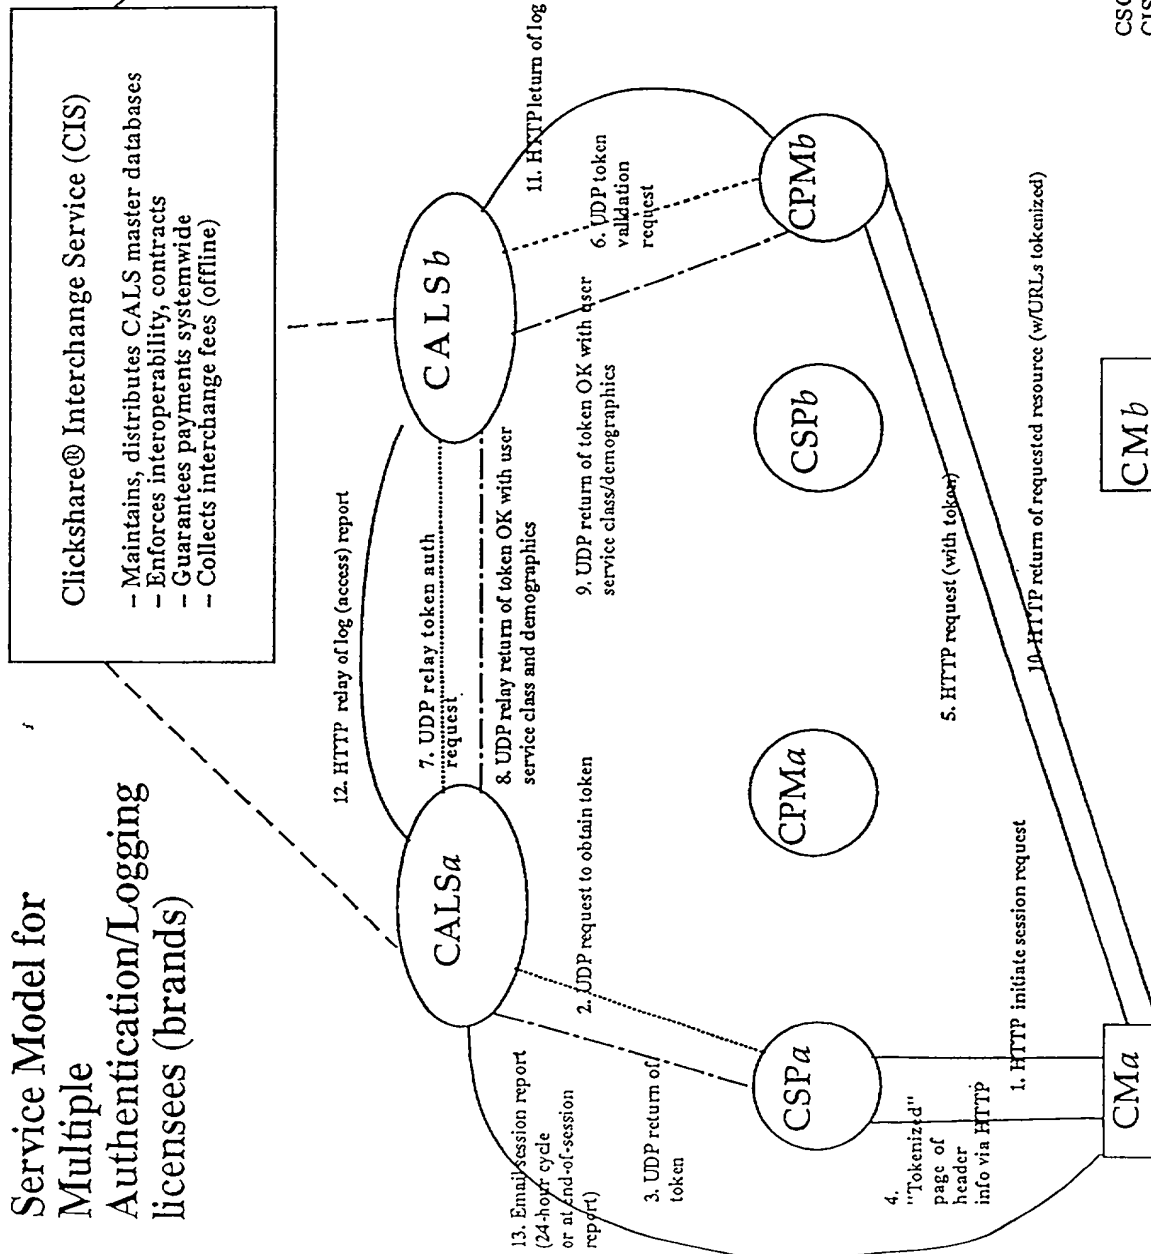 Service Model for
Multiple
Authentication/Logging
licensees (brands)
Clickshare® Interchange Service (CIS)
– Maintains, distributes CALS master databases
– Enforces interoperability, contracts
– Guarantees payments systemwide
– Collects interchange fees (offline)
12. HTTP relay of log (access) report
CALSa
7. UDP relay token auth
request
8. UDP relay return of token OK with user
service class and demographics
CALSb
11. HTTP return of log
13. Email session report
(24-hour cycle
or at end-of-session
report)
2. UDP request to obtain token
9. UDP return of token OK with user
service class/demographics
6. UDP token
validation
request
3. UDP return of
token
CSPa
CPMa
CSPb
CPMb
4.
"Tokenized"
page of
header
info via HTTP
1. HTTP initiate session request
5. HTTP request (with token)
10. HTTP return of requested resource (w/URLs tokenized)
CMa
CMb
CIS